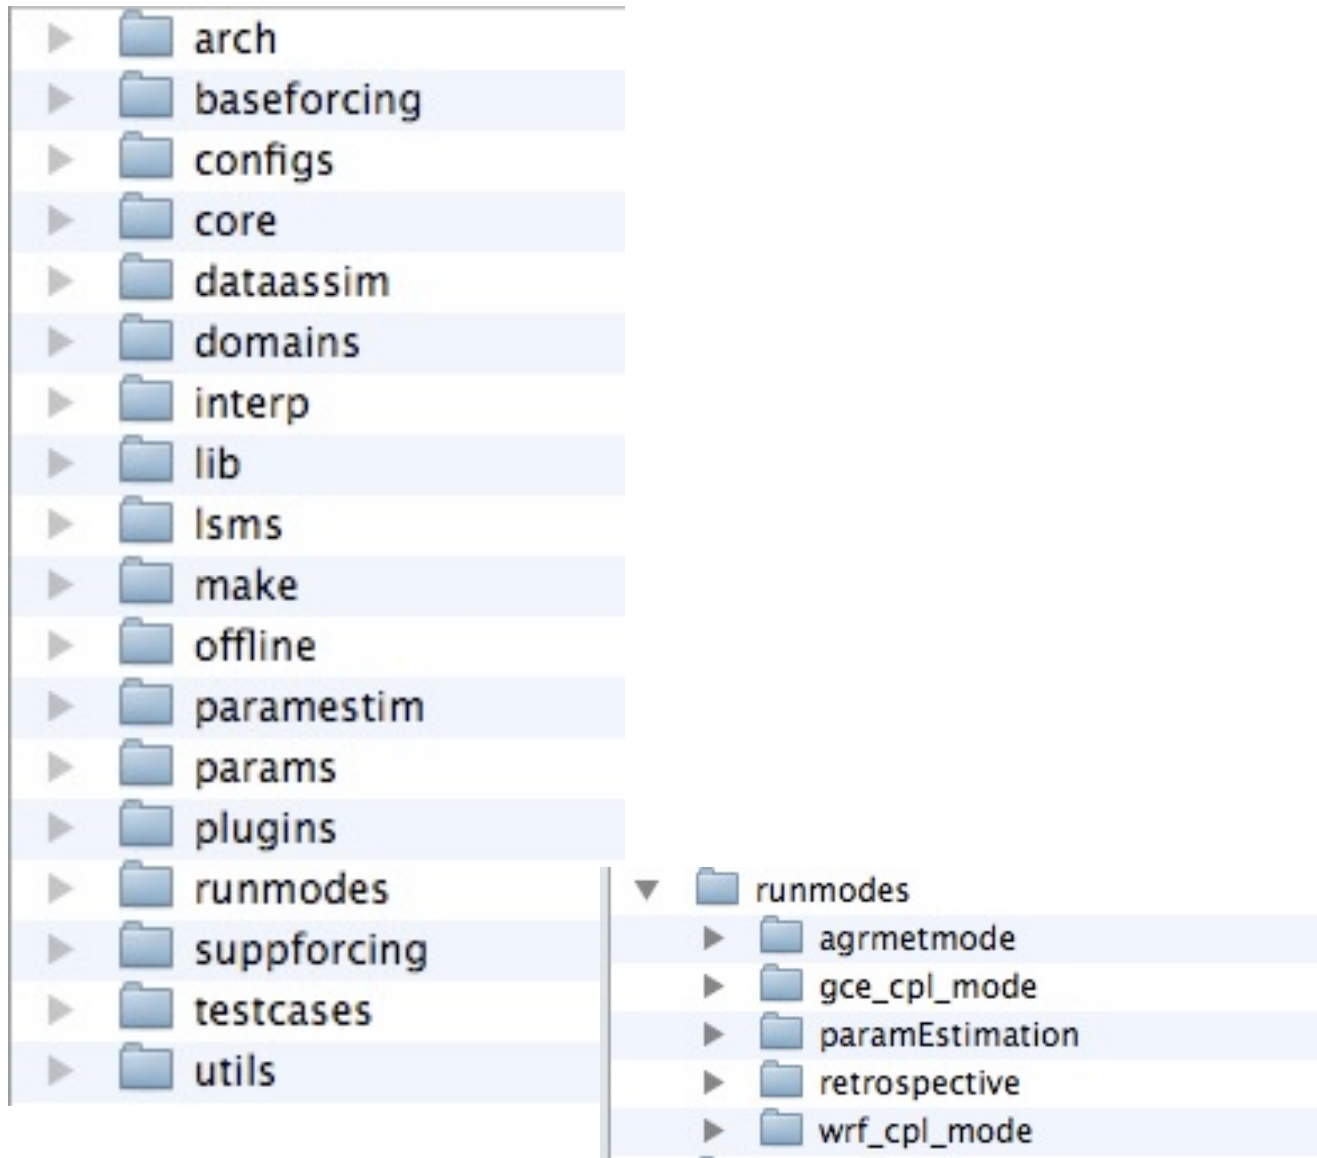 arch
baseforcing
configs
core
dataassim
domains
interp
lib
lsms
make
offline
paramestim
params
plugins
runmodes
suppforcing
testcases
utils
runmodes
agrmetmode
gce_cpl_mode
paramEstimation
retrospective
wrf_cpl_mode